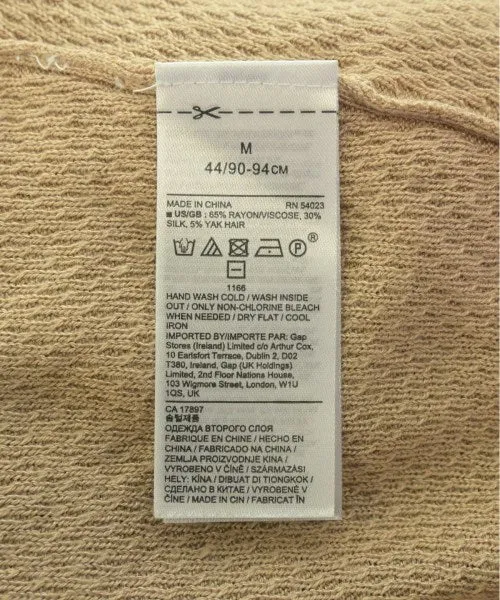 M
44/90-94CM
MADE IN CHINA RN 54023
■ US/GB : 65% RAYON/VISCOSE, 30%
SILK, 5% YAK HAIR
®
1166
HAND WASH COLD / WASH INSIDE
OUT / ONLY NON-CHLORINE BLEACH
WHEN NEEDED / DRY FLAT / COOL
IRON
IMPORTED BY/IMPORTE PAR: Gap
Stores (Ireland) Limited c/o Arthur Cox,
10 Earlsfort Terrace, Dublin 2, D02
T380, Ireland, Gap (UK Holdings)
Limited, 2nd Floor Nations House,
103 Wigmore Street, London, W1U
1QS, UK
CA 17897
솜털제품
ОДЕЖДА ВТОРОГО СЛОЯ
FABRIQUE EN CHINE / HECHO EN
CHINA / FABRICADO NA CHINA /
ZEMLJA PROIZVODNJE KINA /
VYROBENO V ČÍNĚ / SZÁRMAZÁSI
HELY: KÍNA / DIBUAT DI TIONGKOK /
СДЕЛАНО В КИТАЕ / VYROBENÉ V
ČÍNE / MADE IN CIN / FABRICAT ÎN